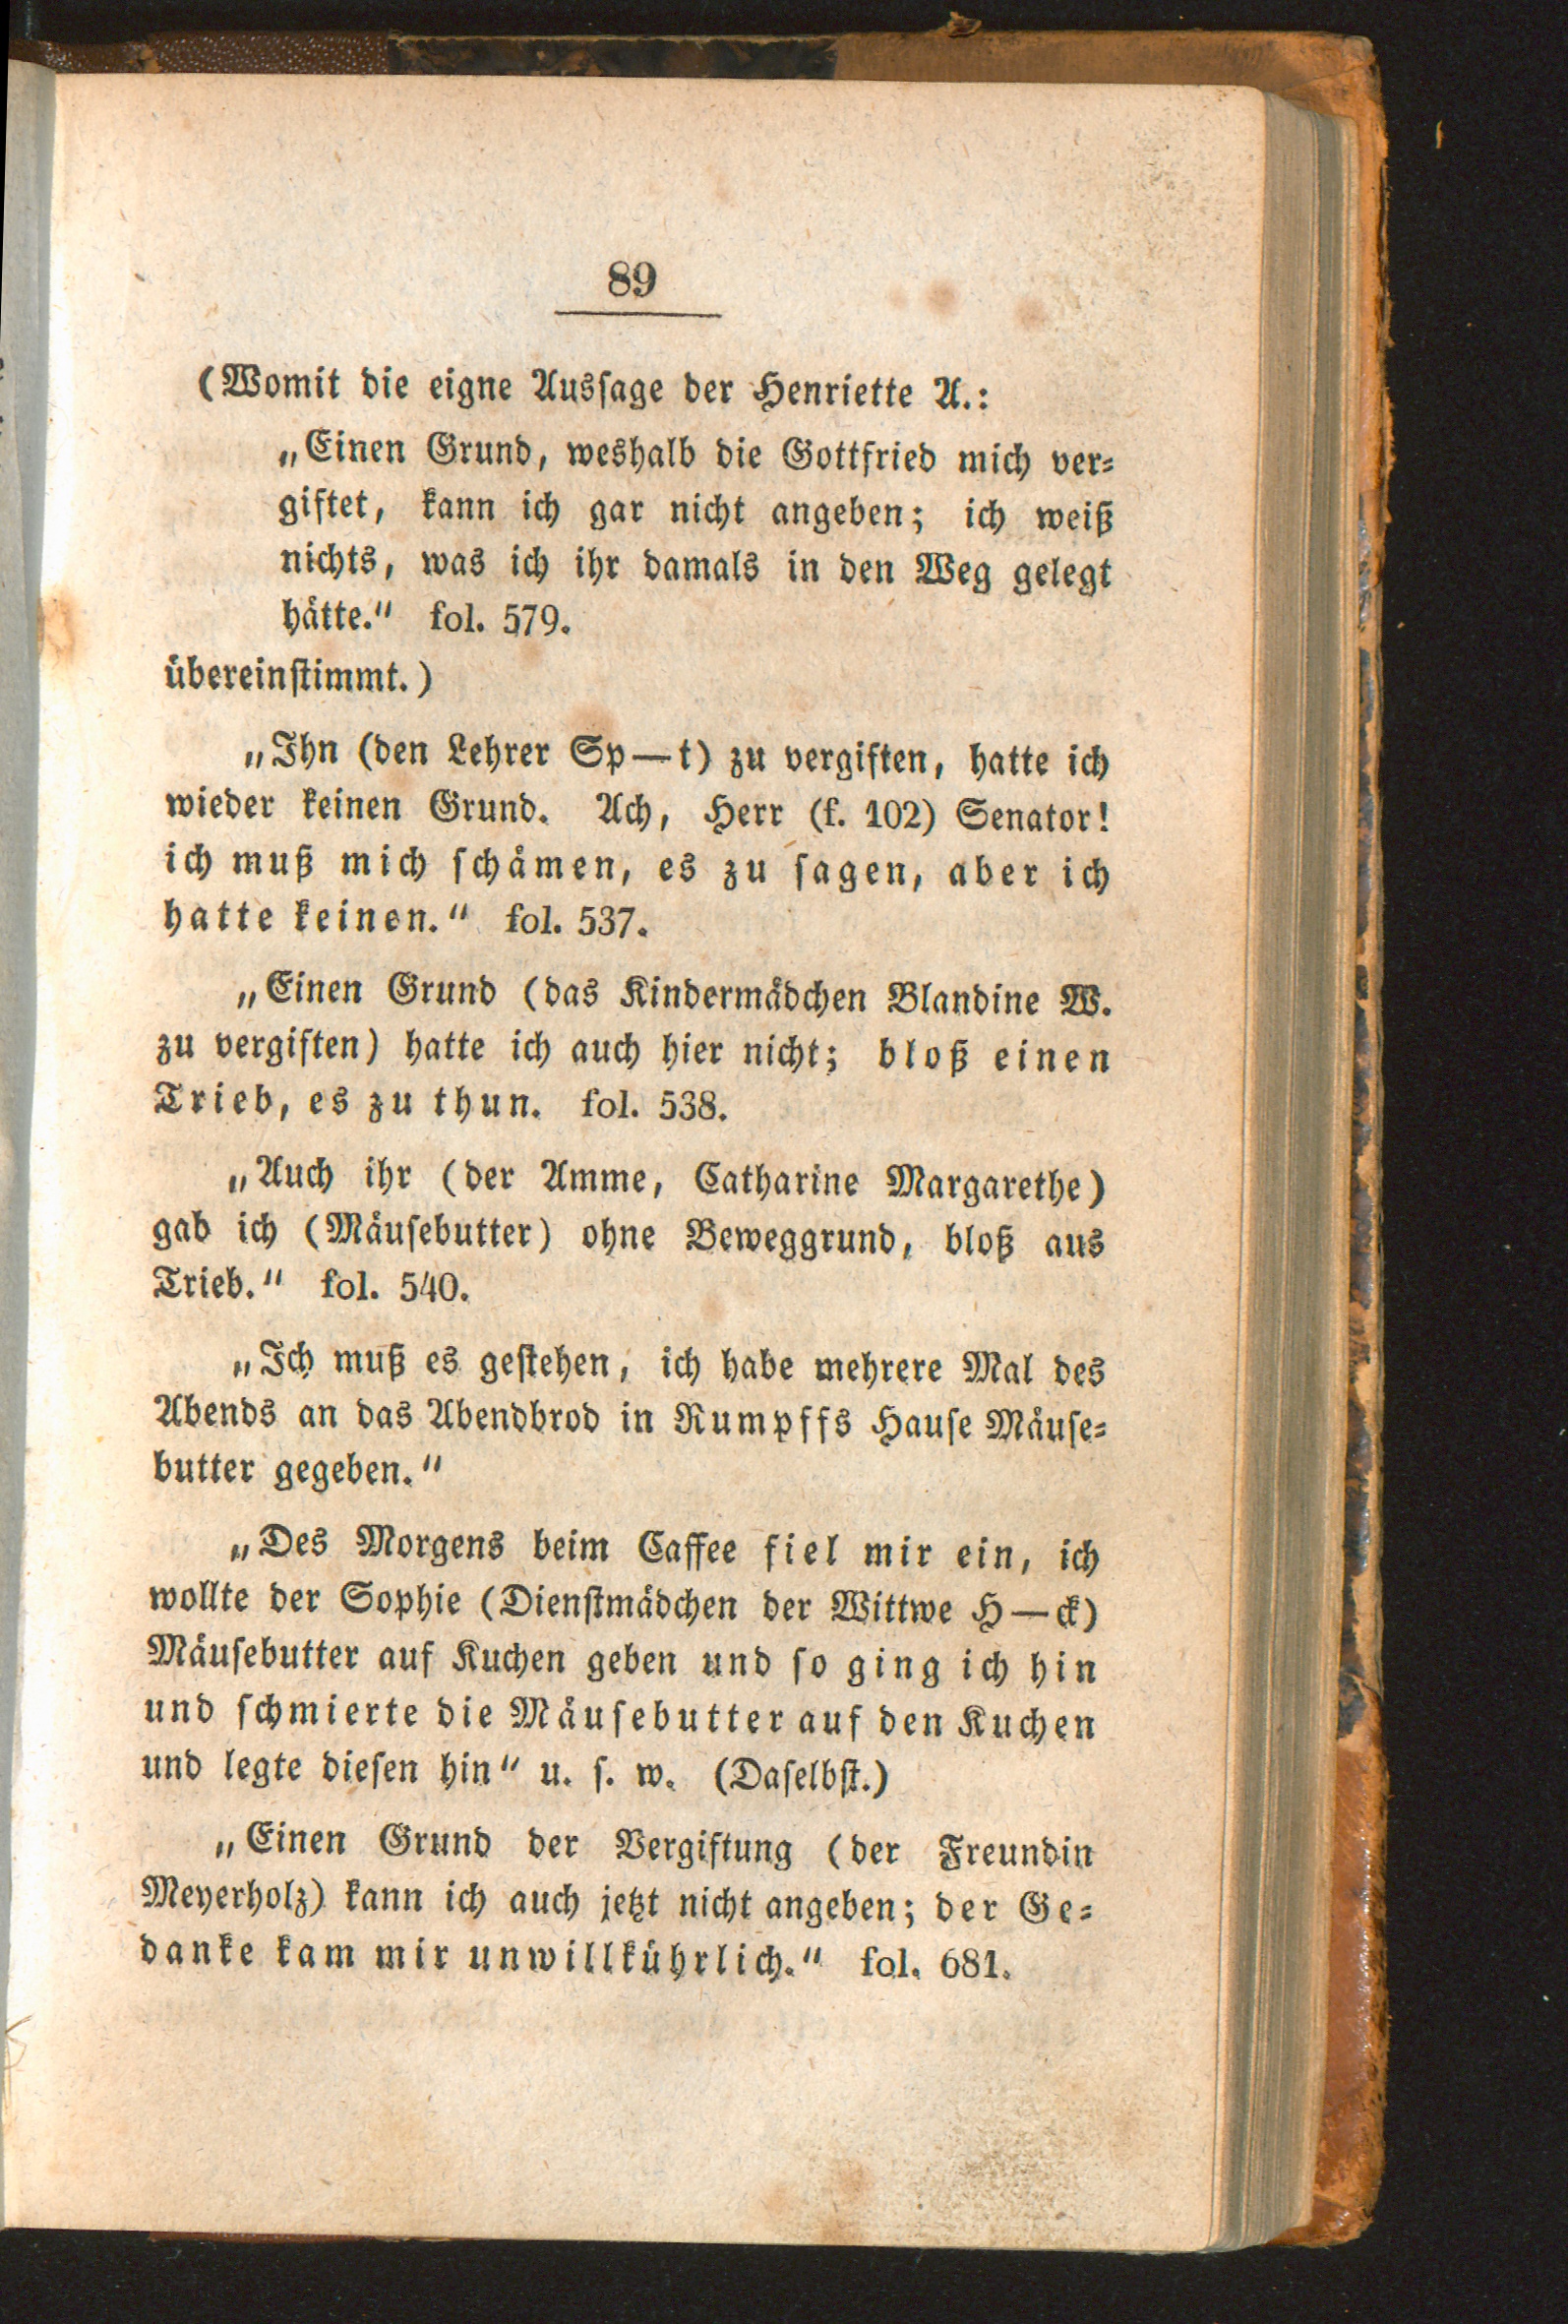 89
(Womit die eigne Aussage der Henriette A.:
„Einen Grund, weshalb die Gottfried mich ver-
giftet, kann ich gar nicht angeben; ich weiß
nichts, was ich ihr damals in den Weg gelegt
hätte.“ fol. 579.
übereinstimmt.)
„Ihn (den Lehrer Sp—t) zu vergiften, hatte ich
wieder keinen Grund. Ach, Herr (f. 102) Senator!
ich muß mich schämen, es zu sagen, aber ich
hatte keinen.“ fol. 537.
„Einen Grund (das Kindermädchen Blandine W.
zu vergiften) hatte ich auch hier nicht; bloß einen
Trieb, es zu thun. fol. 538.
„Auch ihr (der Amme, Catharine Margarethe)
gab ich (Mäusebutter) ohne Beweggrund, bloß aus
Trieb.“ fol. 540.
„Ich muß es gestehen, ich habe mehrere Mal des
Abends an das Abendbrod in Rumpffs Hause Mäuse-
butter gegeben.“
„Des Morgens beim Caffee fiel mir ein, ich
wollte der Sophie (Dienstmädchen der Wittwe H—ck)
Mäusebutter auf Kuchen geben und so ging ich hin
und schmierte die Mäusebutter auf den Kuchen
und legte diesen hin“ u. s. w. (Daselbst.)
„Einen Grund der Vergiftung (der Freundin
Meyerholz) kann ich auch jetzt nicht angeben; der Ge-
danke kam mir unwillkührlich.“ fol. 681.